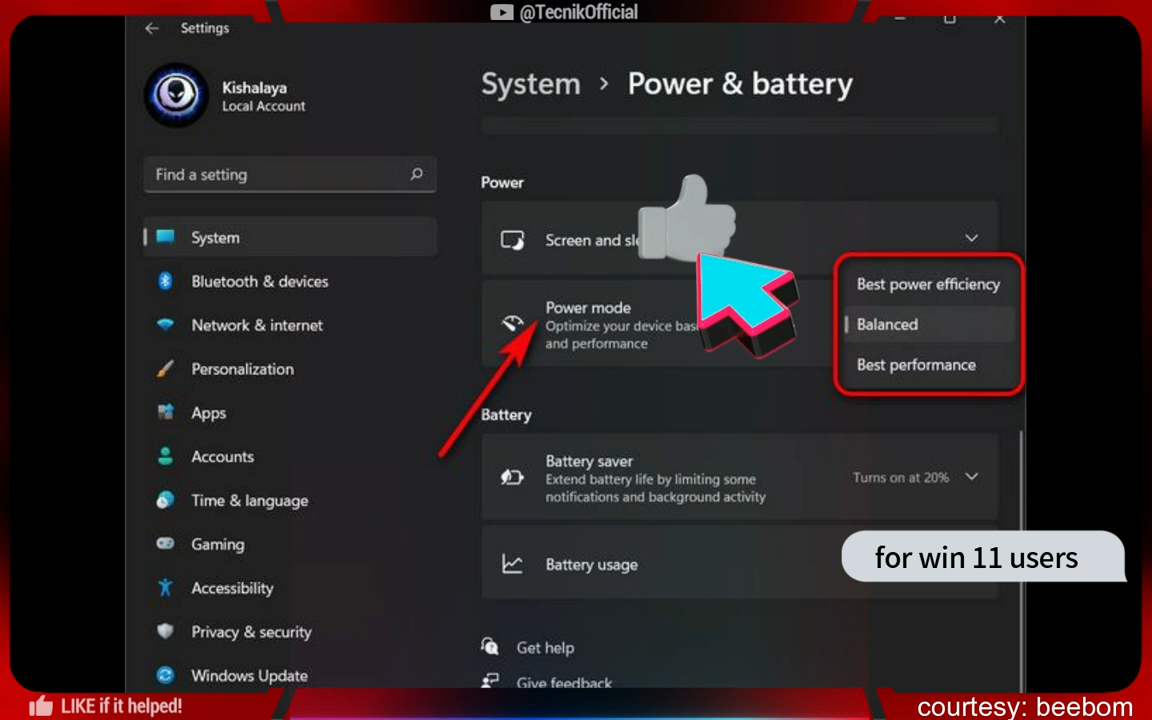 @TecnikOfficial
Settings
Kishalaya
Local Account
Find a setting
System
Bluetooth & devices
Network & internet
Personalization
Apps
Accounts
Time & language
Gaming
Accessibility
Privacy & security
Windows Update
System > Power & battery
Power
Screen and
Power mode
Optimize your device
and performance
Best power efficiency
Balanced
Best performance
Battery
Battery saver
Extend battery life by limiting some
notifications and background activity
Turns on at 20%
Battery usage
for win 11 users
Get help
Give feedback
LIKE if it helped!
courtesy: beebom